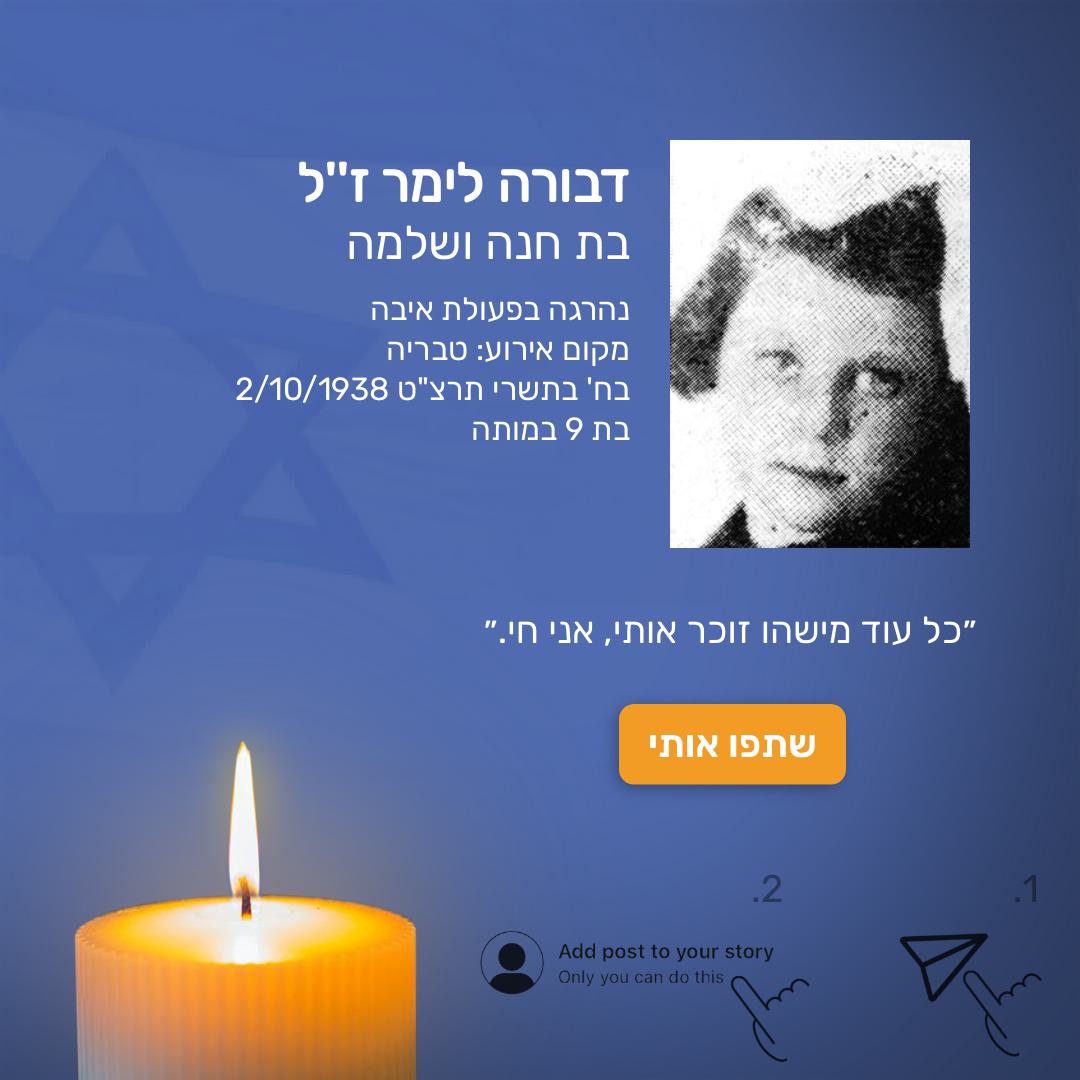 דבורה לימר ז"ל
בת חנה ושלמה
נהרגה בפעולת איבה
מקום אירוע: טבריה
בח' בתשרי תרצ"ט 2/10/1938
בת 9 במותה
״כל עוד מישהו זוכר אותי, אני חי.״
שתפו אותי
1.
2.
Add post to your story
Only you can do this